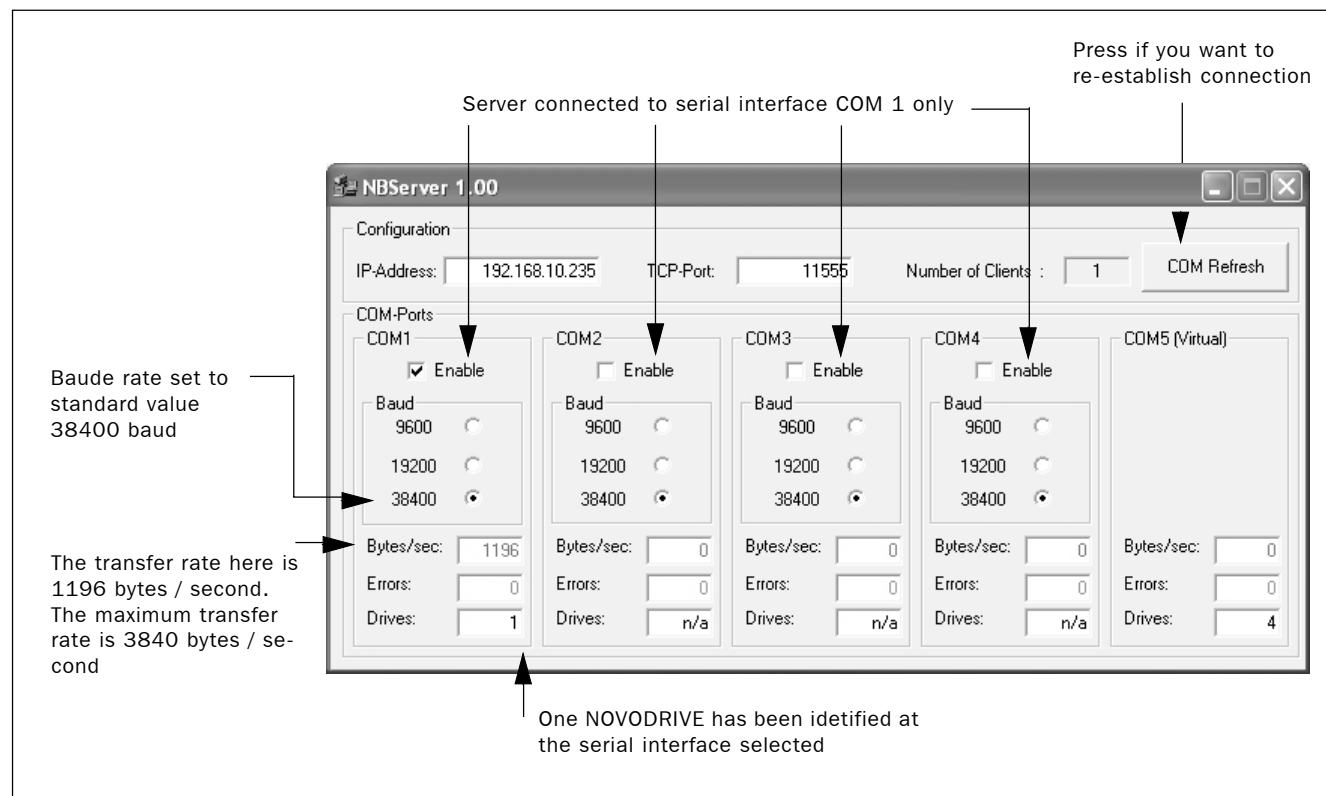 Press if you want to
re-establish connection
Server connected to serial interface COM 1 only
NBServer 1.00
Configuration
IP-Address: 192.168.10.235 TCP-Port: 11555 Number of Clients : 1 COM Refresh
COM-Ports
COM1 COM2 COM3 COM4 COM5 (Virtual)
Enable Enable Enable Enable
Baud Baud Baud Baud
9600 9600 9600 9600
19200 19200 19200 19200
38400 38400 38400 38400
Bytes/sec: 1196 Bytes/sec: 0 Bytes/sec: 0 Bytes/sec: 0 Bytes/sec: 0
Errors: 0 Errors: 0 Errors: 0 Errors: 0 Errors: 0
Drives: 1 Drives: n/a Drives: n/a Drives: n/a Drives: 4
Baude rate set to
standard value
38400 baud
The transfer rate here is
1196 bytes / second.
The maximum transfer
rate is 3840 bytes / se-
cond
One NOVODRIVE has been idetified at
the serial interface selected